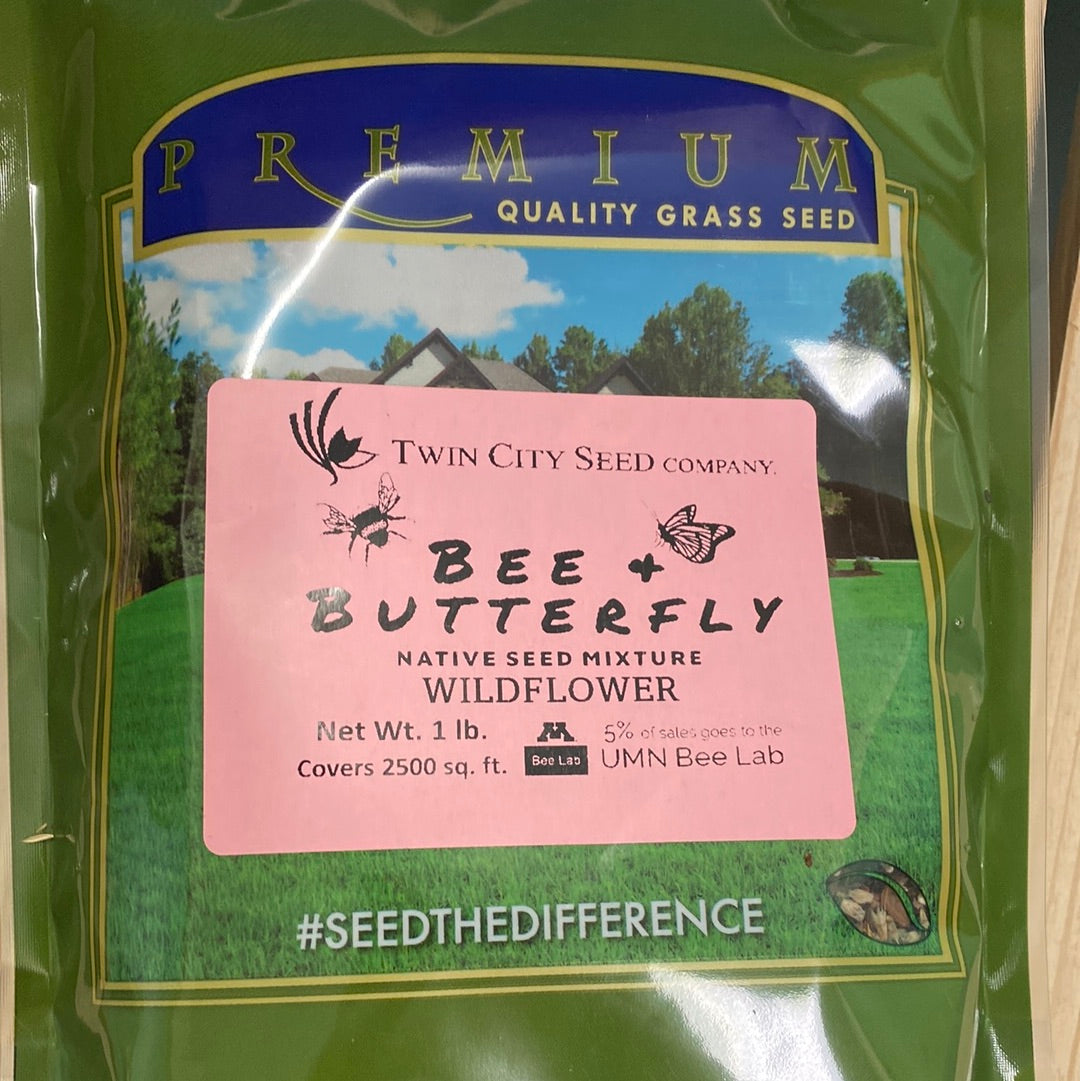 PREMIUM
QUALITY GRASS SEED
TWIN CITY SEED COMPANY.
BEE +
BUTTERFLY
NATIVE SEED MIXTURE
WILDFLOWER
Net Wt. 1 lb.
Covers 2500 sq. ft.
M
Bee Lab
5% of sales goes to the
UMN Bee Lab
#SEEDTHEDIFFERENCE